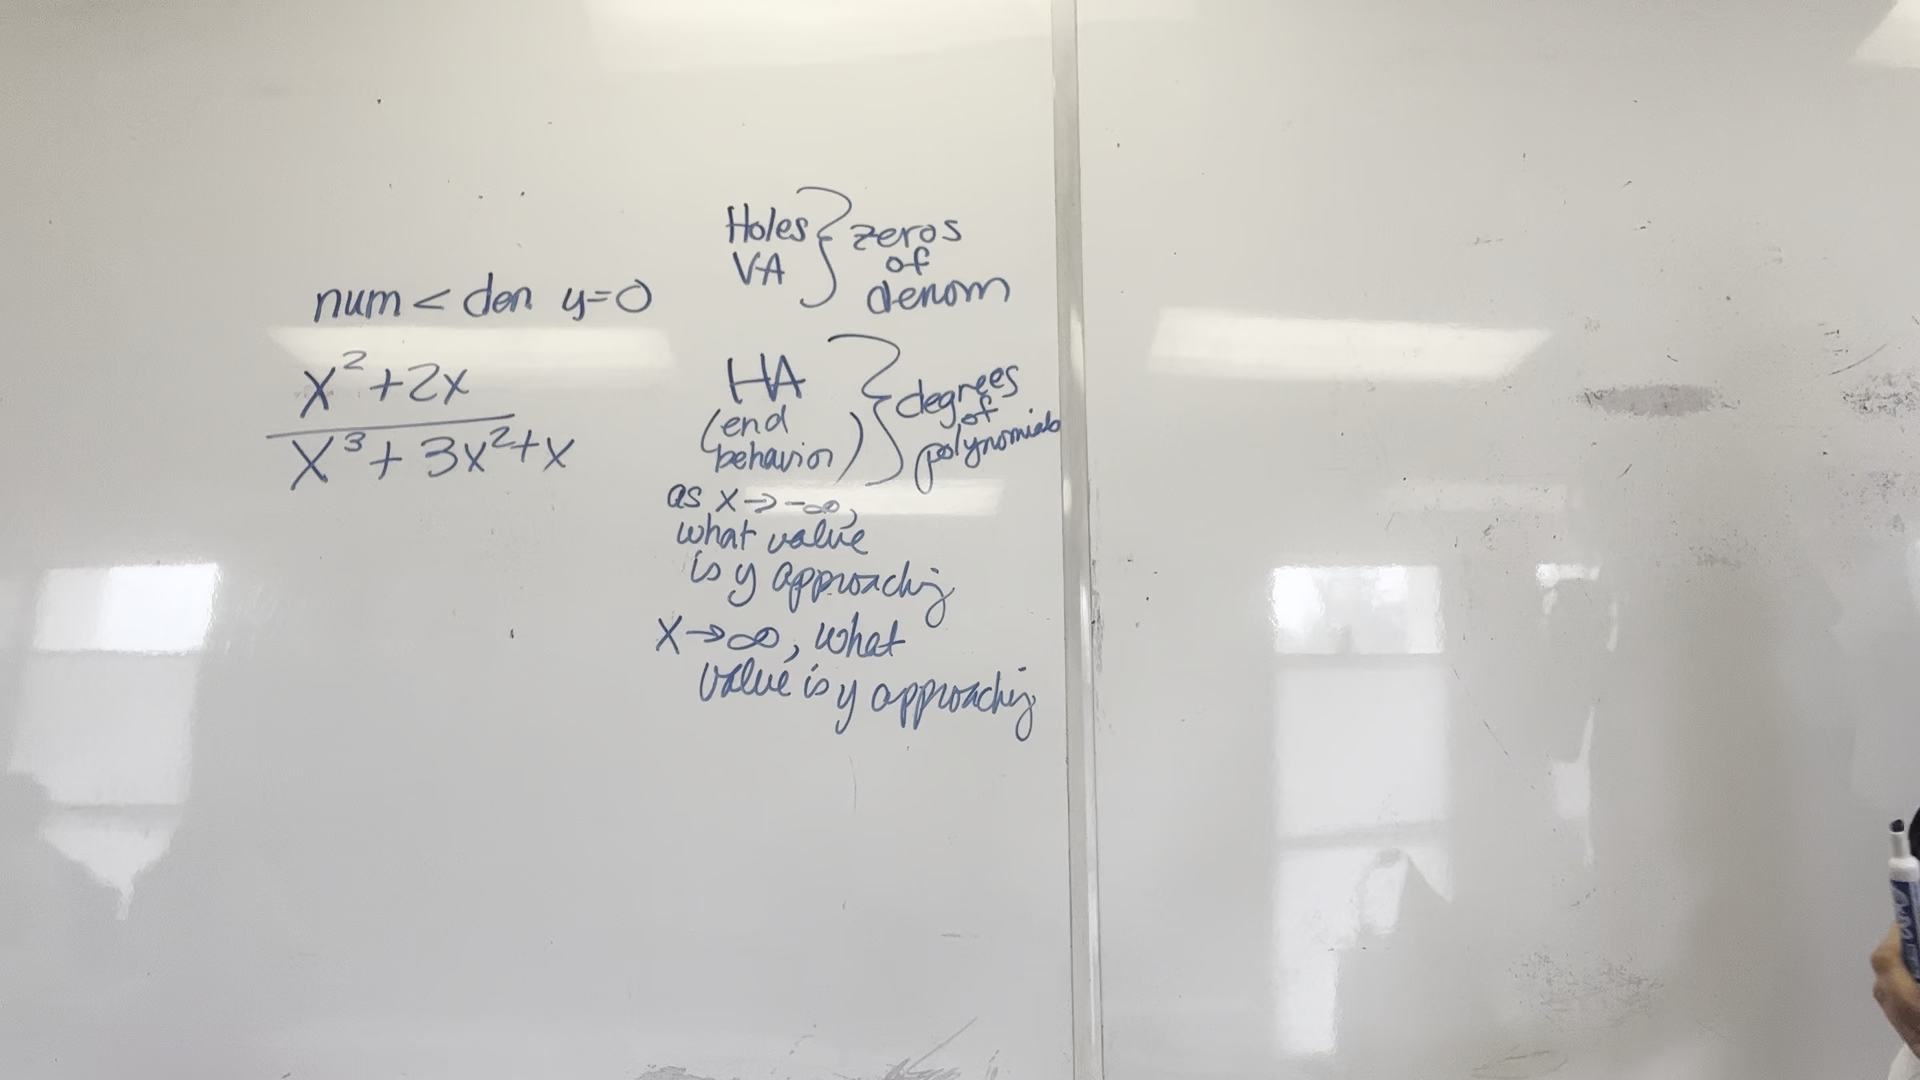 num < den y=0
x² + 2x
x³ + 3x² + x
Holes
VA
zeros
of
denom
HA
(end
behavior)
degrees
of
polynomials
as x → -∞,
what value
is y approaching
x → ∞, what
value is y approaching